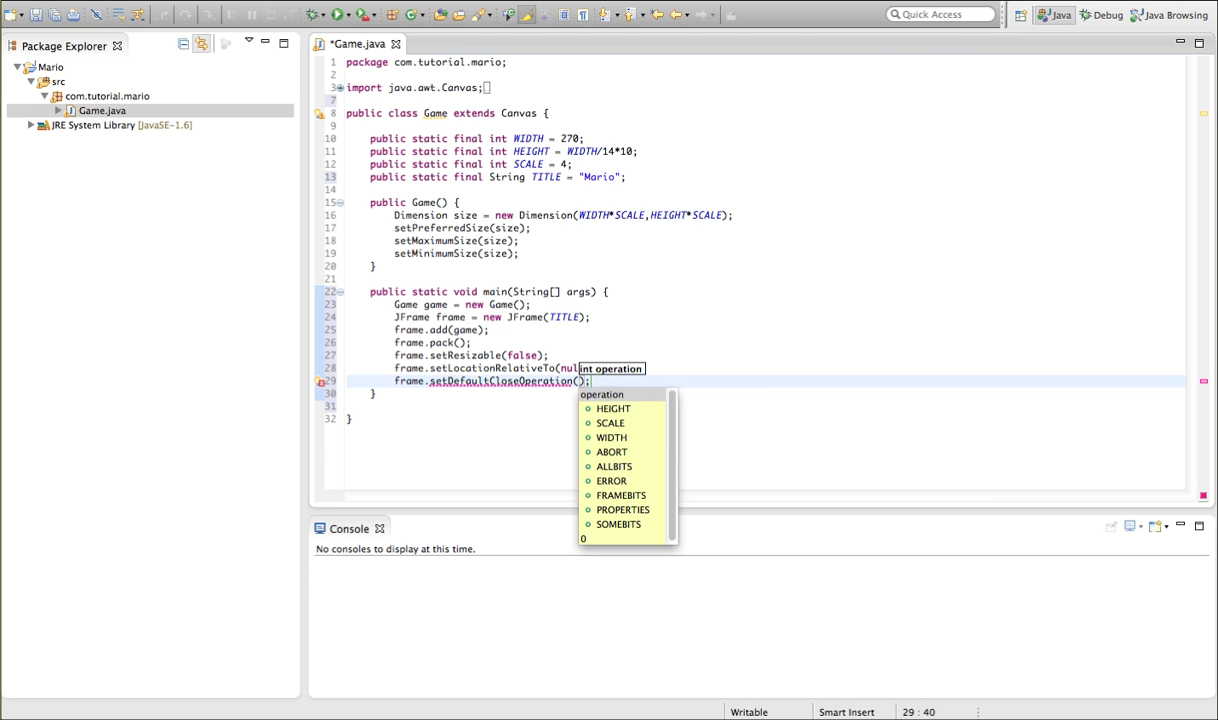 Quick Access
Java
Debug
Java Browsing
Package Explorer
*Game.java
Mario
src
com.tutorial.mario
Game.java
JRE System Library [JavaSE-1.6]
1 package com.tutorial.mario;
2
3 import java.awt.Canvas;
7
8 public class Game extends Canvas {
10 public static final int WIDTH = 270;
11 public static final int HEIGHT = WIDTH/14*10;
12 public static final int SCALE = 4;
13 public static final String TITLE = "Mario";
14
15 public Game() {
16 Dimension size = new Dimension(WIDTH*SCALE,HEIGHT*SCALE);
17 setPreferredSize(size);
18 setMaximumSize(size);
19 setMinimumSize(size);
20 }
21
22 public static void main(String[] args) {
23 Game game = new Game();
24 JFrame frame = new JFrame(TITLE);
25 frame.add(game);
26 frame.pack();
27 frame.setResizable(false);
28 frame.setLocationRelativeTo(nul
int operation
29 frame.setDefaultCloseOperation();
30 }
31
32 }
operation
HEIGHT
SCALE
WIDTH
ABORT
ALLBITS
ERROR
FRAMEBITS
PROPERTIES
SOMEBITS
0
Console
No consoles to display at this time.
Writable
Smart Insert
29 : 40